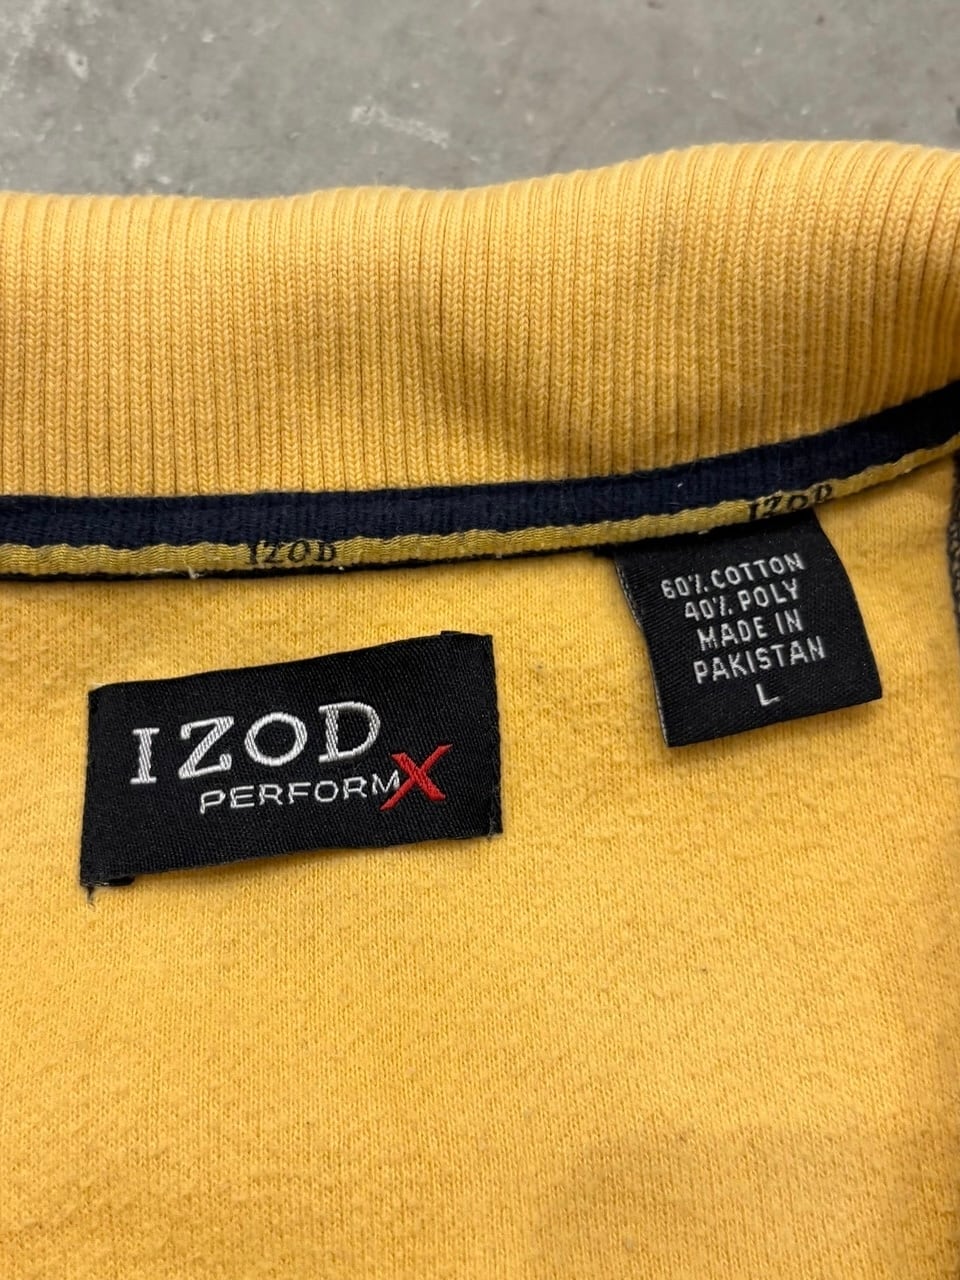 IZOD
IZOD
60% COTTON
40% POLY
MADE IN
PAKISTAN
L
IZOD
PERFORMX